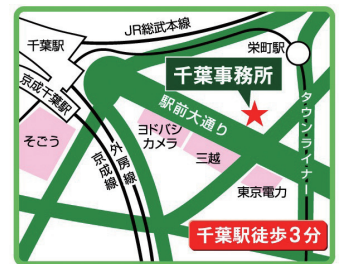 JR総武本線
千葉駅
栄町駅
千葉事務所
京成千葉駅
駅前大通り
タウンライナー
そごう
ヨドバシ
カメラ
三越
外房線
京成線
東京電力
千葉駅徒歩3分